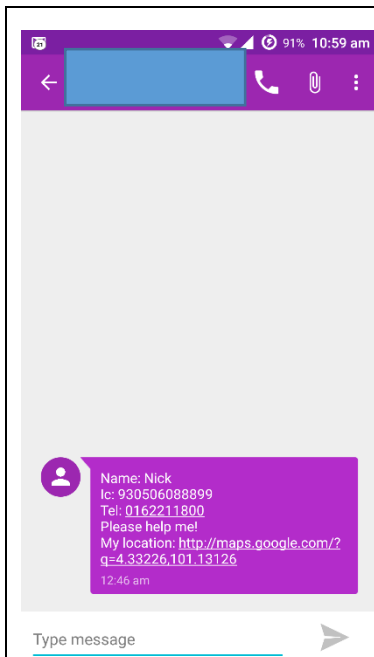 21
91% 10:59 am
Name: Nick
Ic: 930506088899
Tel: 0162211800
Please help me!
My location: http://maps.google.com/?
q=4.33226,101.13126
12:46 am
Type message